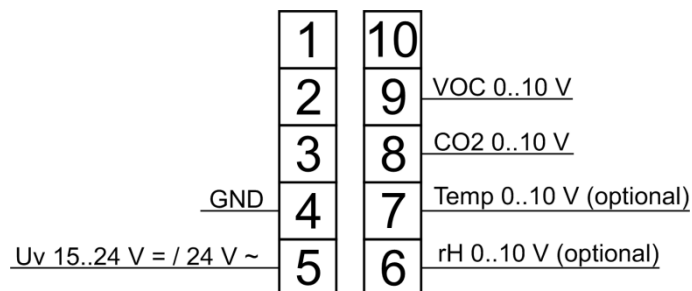 1 10
2 9 VOC 0..10 V
3 8 CO2 0..10 V
GND 4 7 Temp 0..10 V (optional)
Uv 15..24 V = / 24 V ~ 5 6 rH 0..10 V (optional)